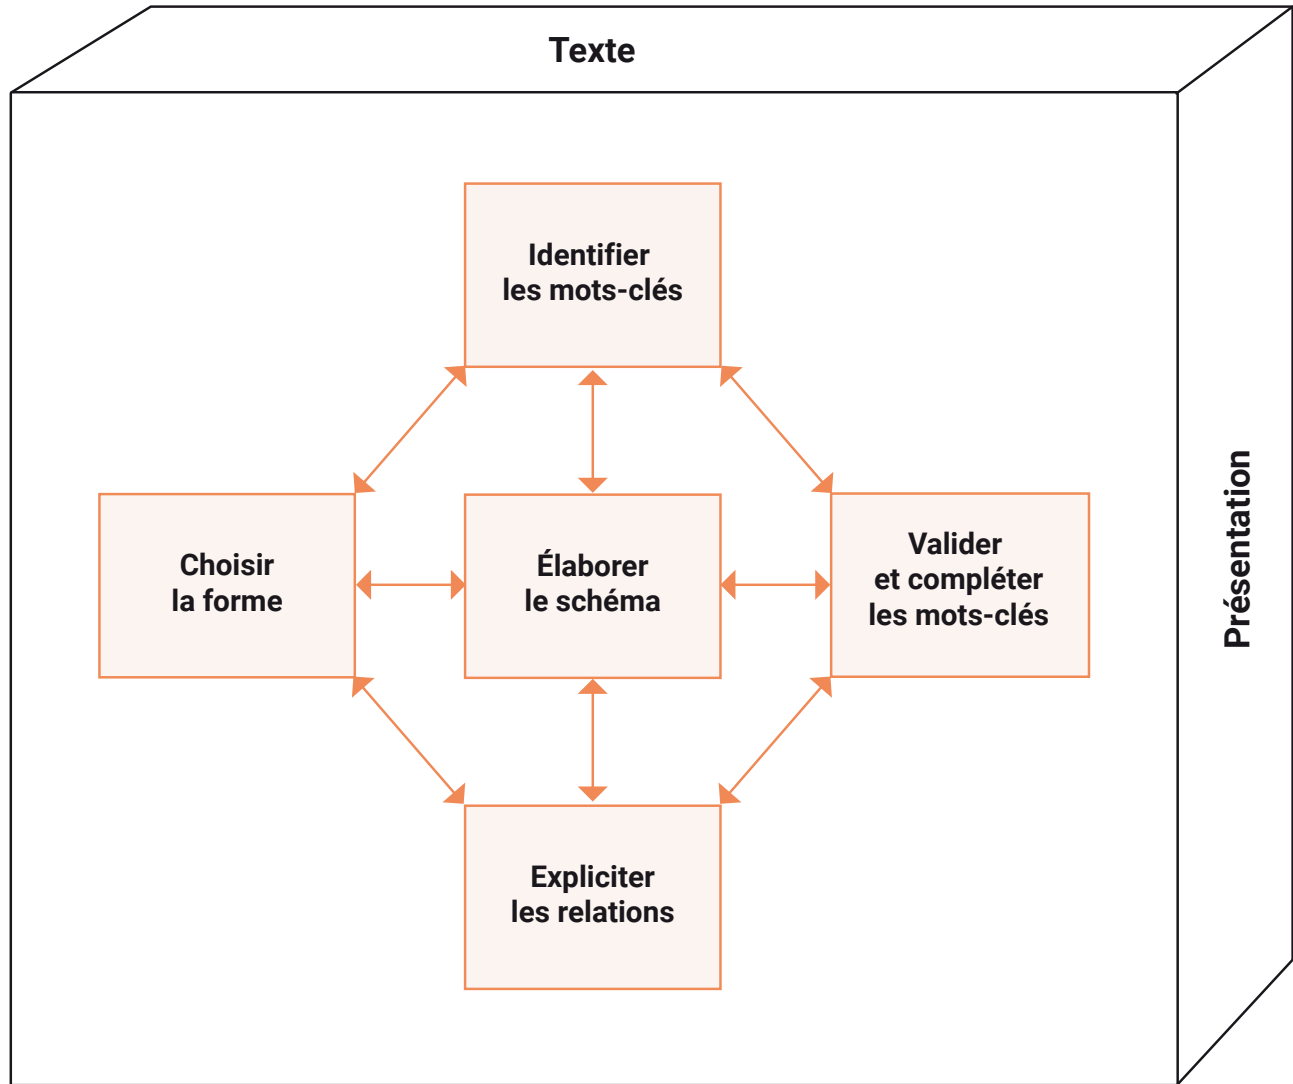 Texte
Identifier
les mots-clés
Choisir
la forme
Élaborer
le schéma
Valider
et compléter
les mots-clés
Présentation
Expliciter
les relations